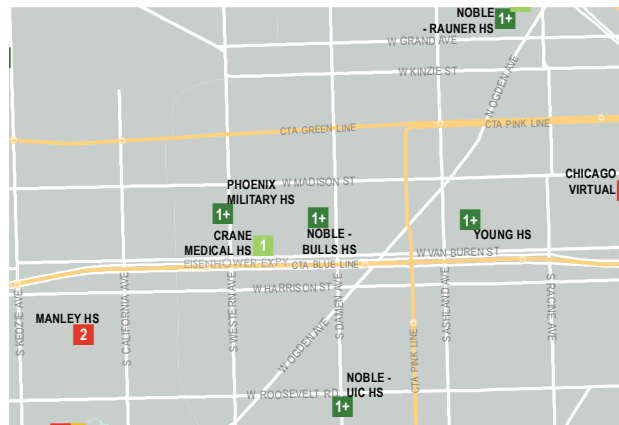 NOBLE
- RAUNER HS
1+
W GRAND AVE
W KINZIE ST
N OGDEN AVE
CTA GREEN LINE
CTA PINK LINE
CHICAGO
VIRTUAL
W MADISON ST
PHOENIX
MILITARY HS
1+
CRANE
MEDICAL HS
1
1+
NOBLE -
BULLS HS
1+
YOUNG HS
W VAN BUREN ST
EISENHOWER EXPY
CTA BLUE LINE
W HARRISON ST
S KEDZIE AVE
S CALIFORNIA AVE
S WESTERN AVE
S DAMEN AVE
S ASHLAND AVE
S RACINE AVE
MANLEY HS
2
W OGDEN AVE
CTA PINK LINE
W ROOSEVELT RD
NOBLE -
UIC HS
1+